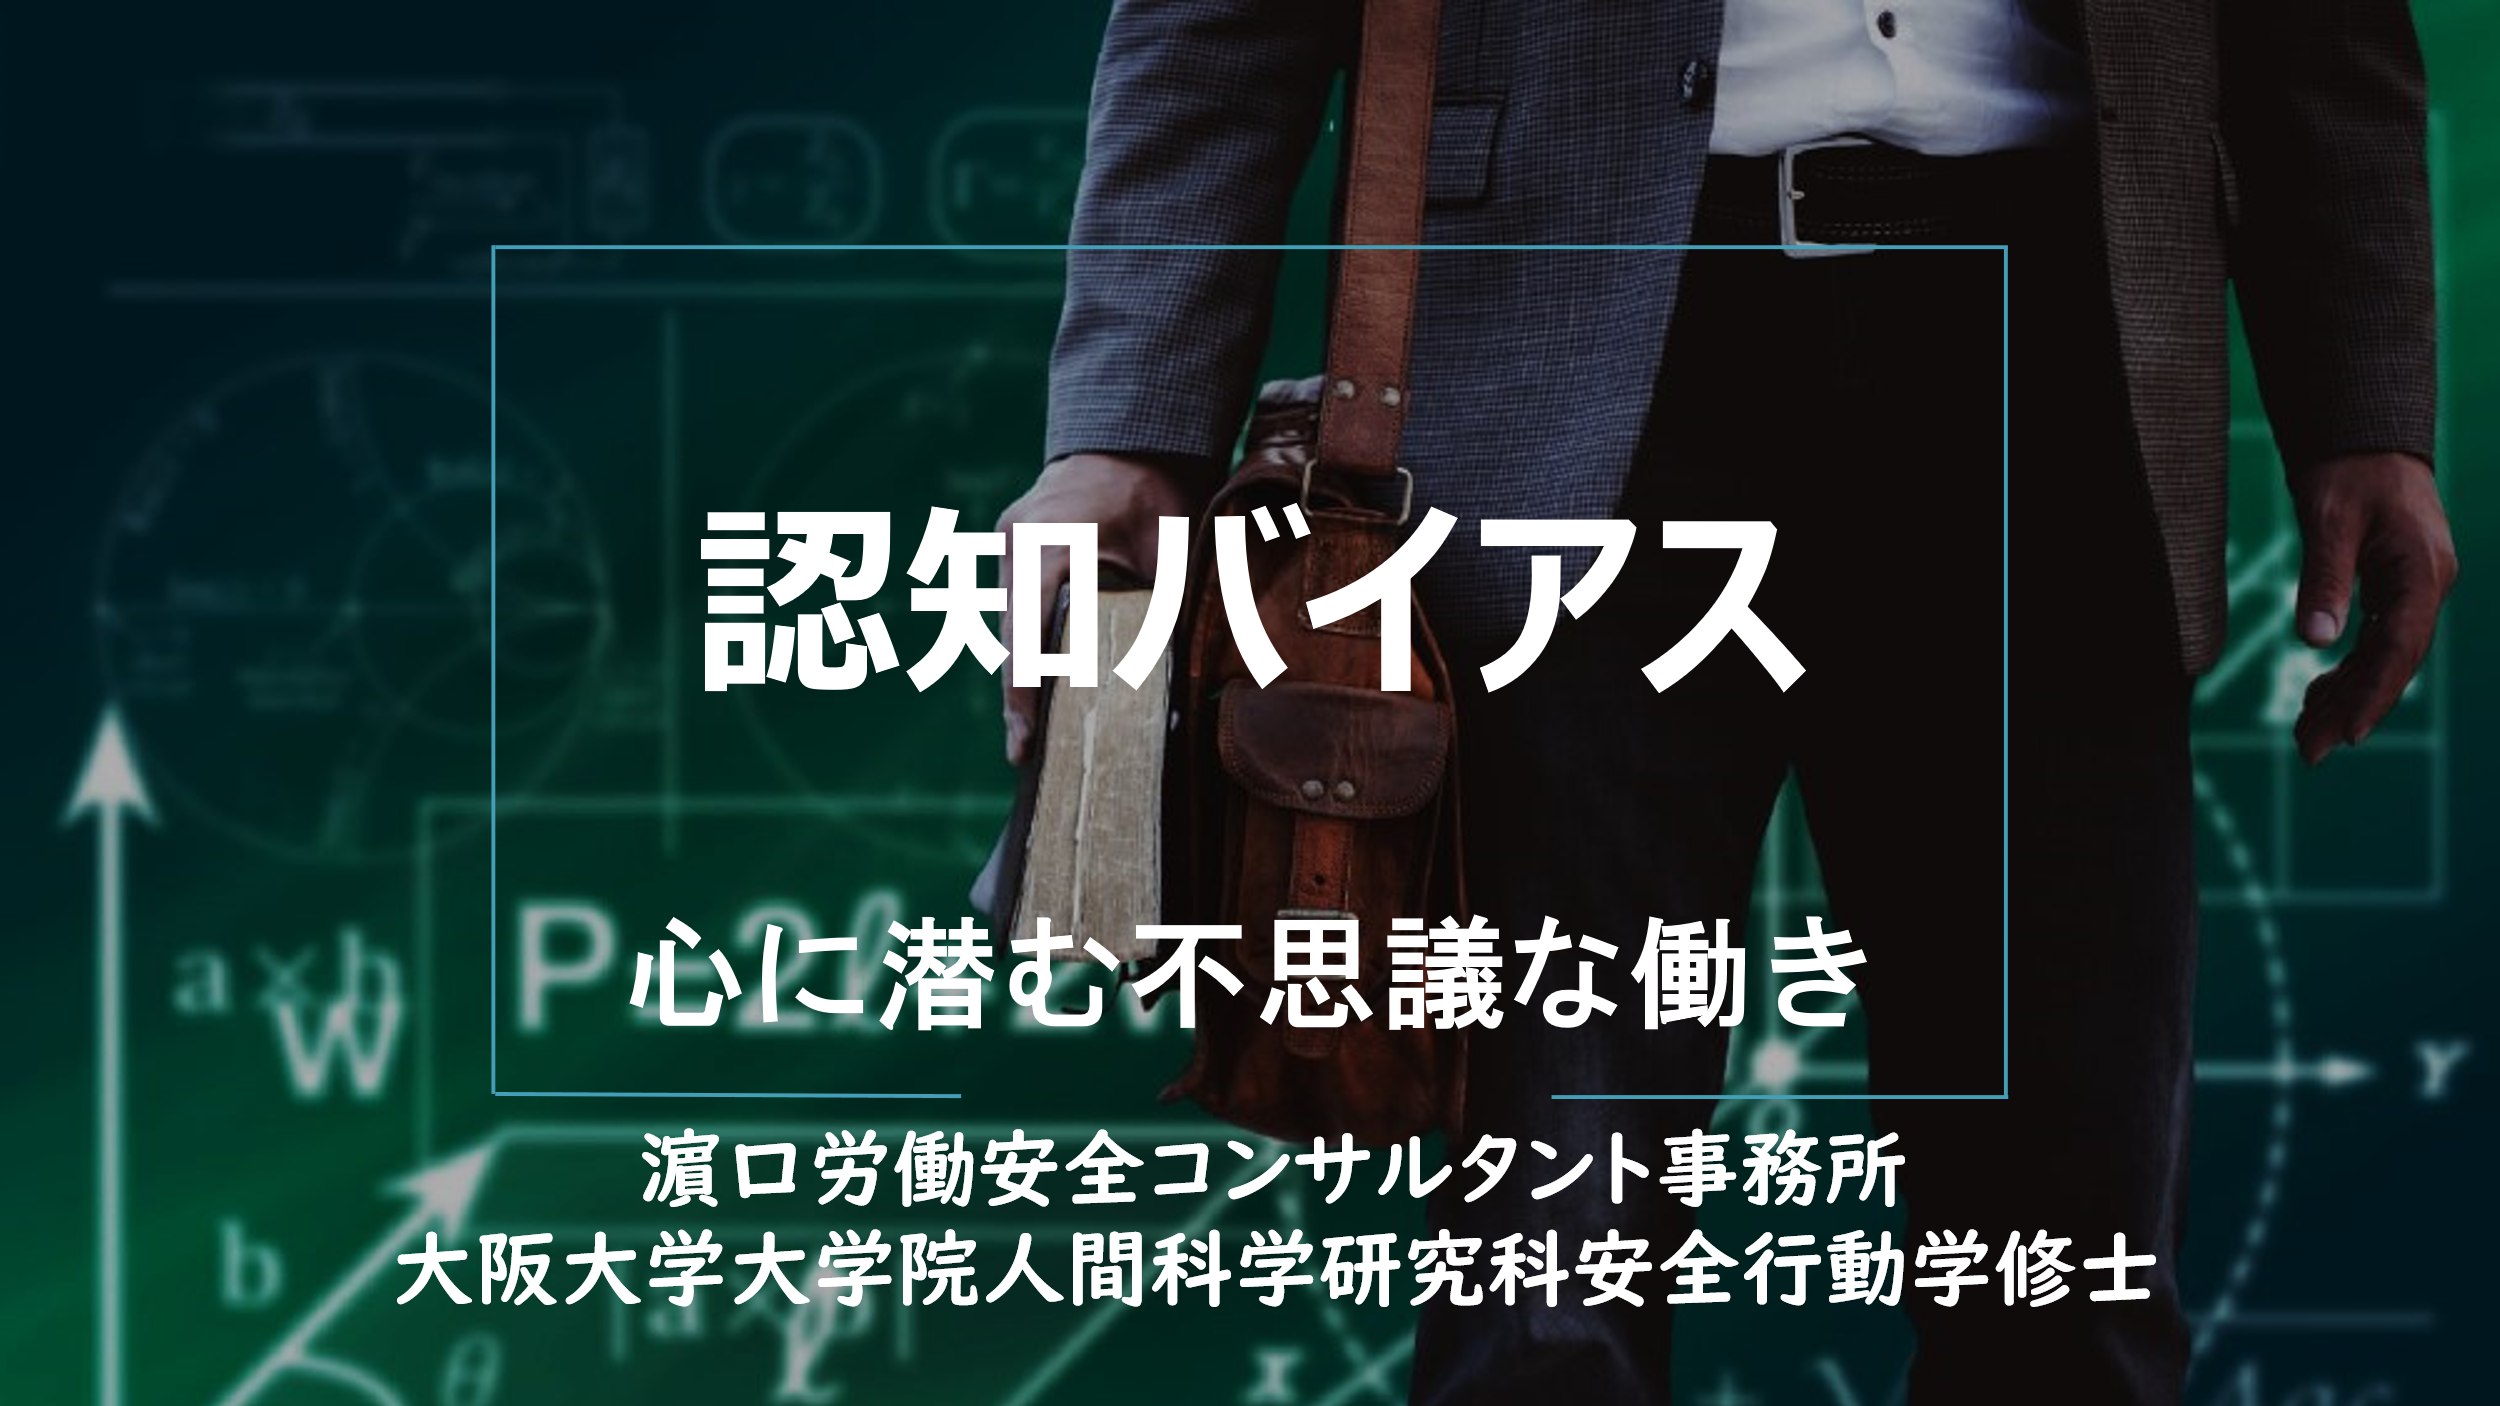 認知バイアス
心に潜む不思議な働き
濵口労働安全コンサルタント事務所
大阪大学大学院人間科学研究科安全行動学修士
a×b
W
P=2ℓ+2w
Y
b
θ
|a×b|
x